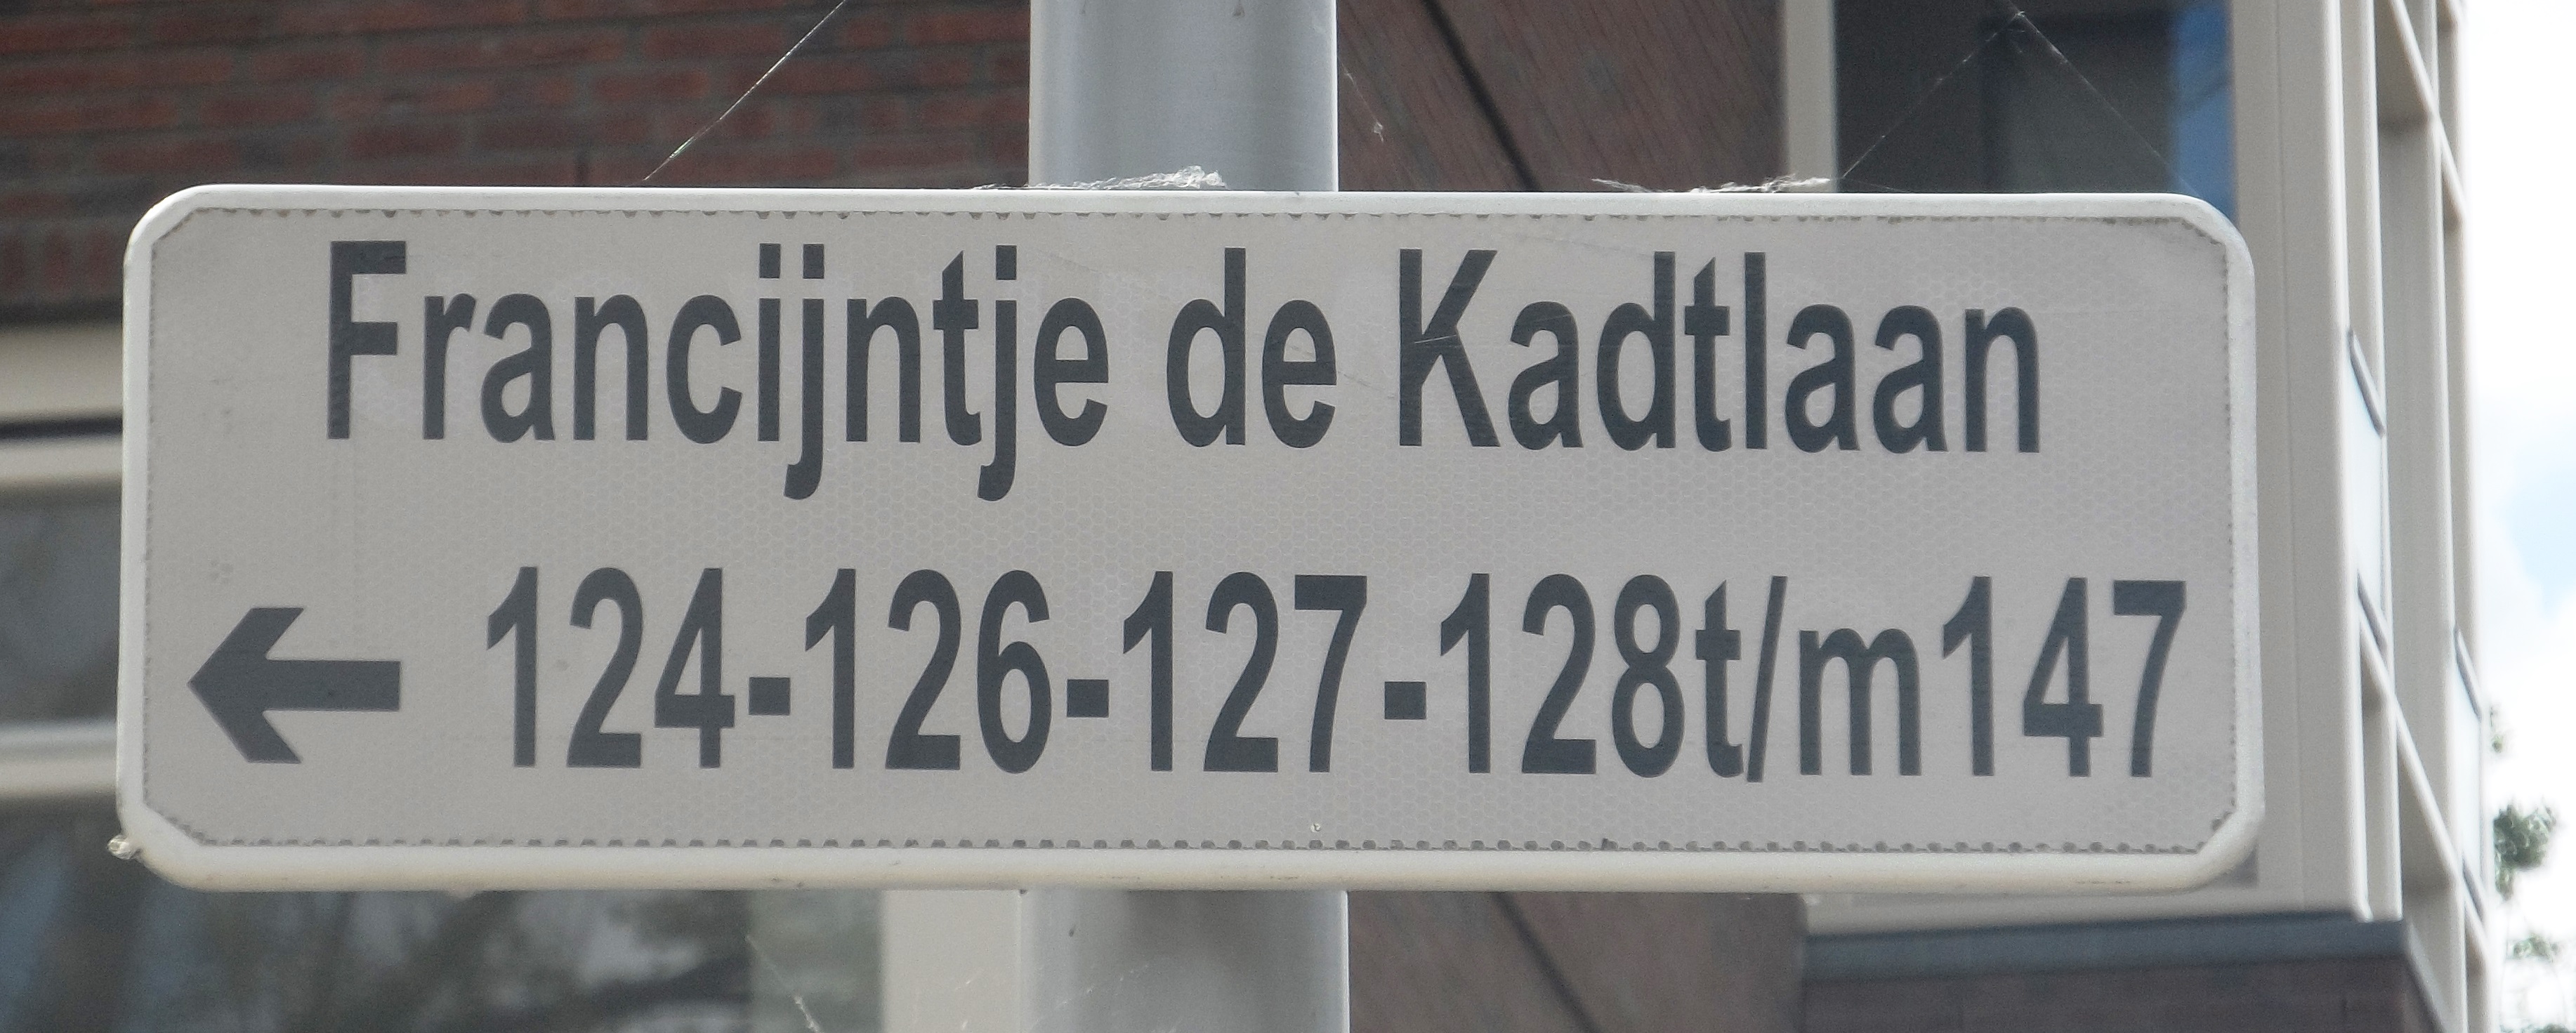 Francijntje de Kadtlaan
← 124-126-127-128t/m147